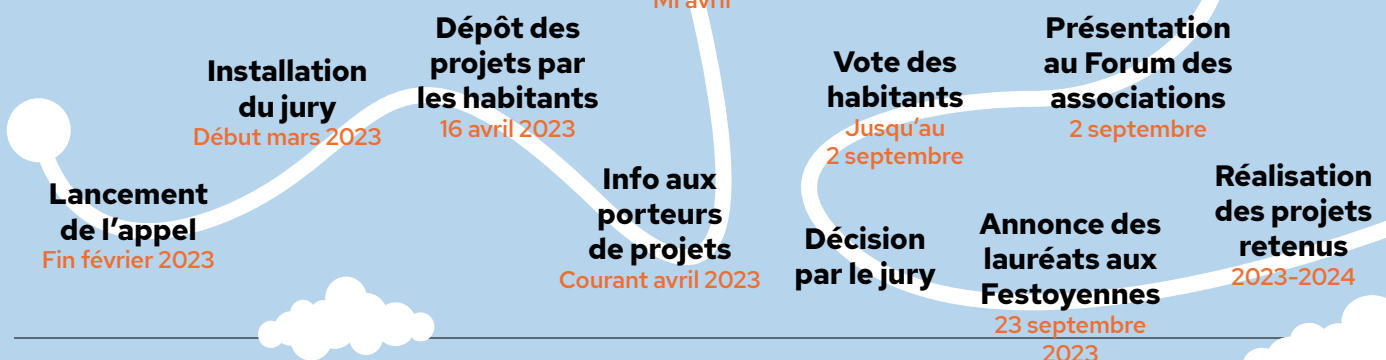 Lancement
de l’appel
Fin février 2023
Installation
du jury
Début mars 2023
Dépôt des
projets par
les habitants
16 avril 2023
Info aux
porteurs
de projets
Courant avril 2023
Mi avril
Présentation
au Forum des
associations
2 septembre
Vote des
habitants
Jusqu’au
2 septembre
Décision
par le jury
Annonce des
lauréats aux
Festoyennes
23 septembre
2023
Réalisation
des projets
retenus
2023-2024